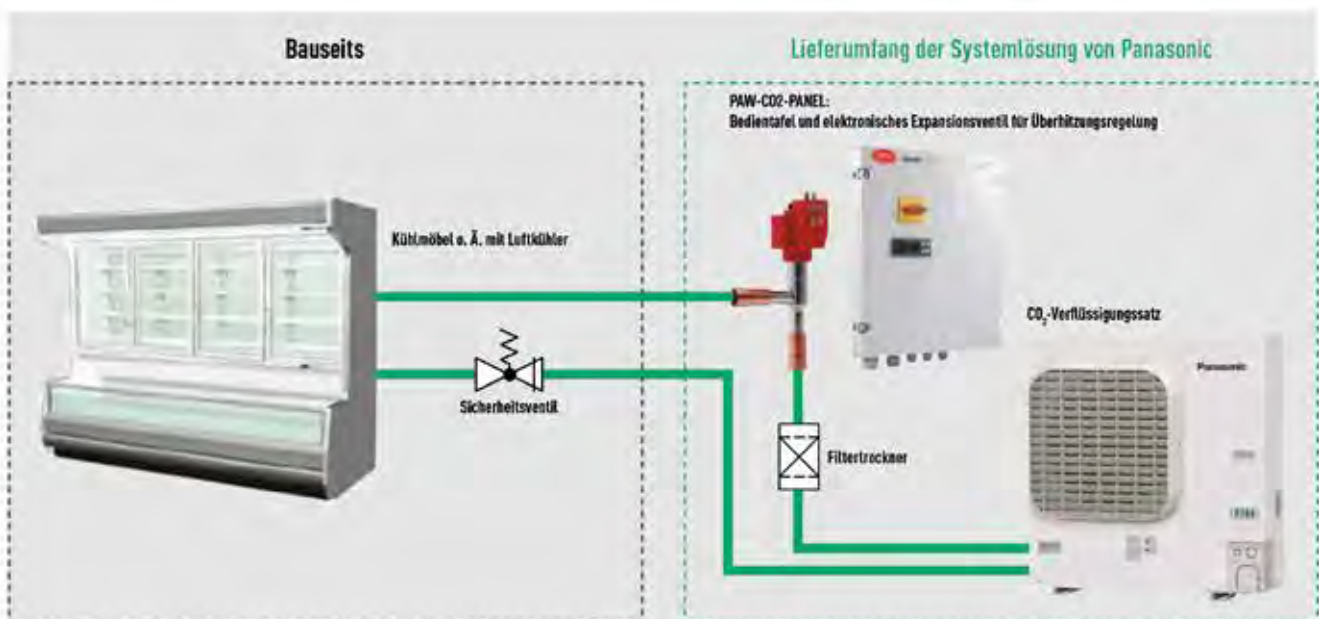 Bauseits
Lieferumfang der Systemlösung von Panasonic
PAW-CO2-PANEL:
Bedientafel und elektronisches Expansionsventil für Überhitzungsregelung
Kühlmöbel o. Ä. mit Luftkühler
CO₂-Verflüssigungssatz
Panasonic
Sicherheitsventil
Filtertrockner